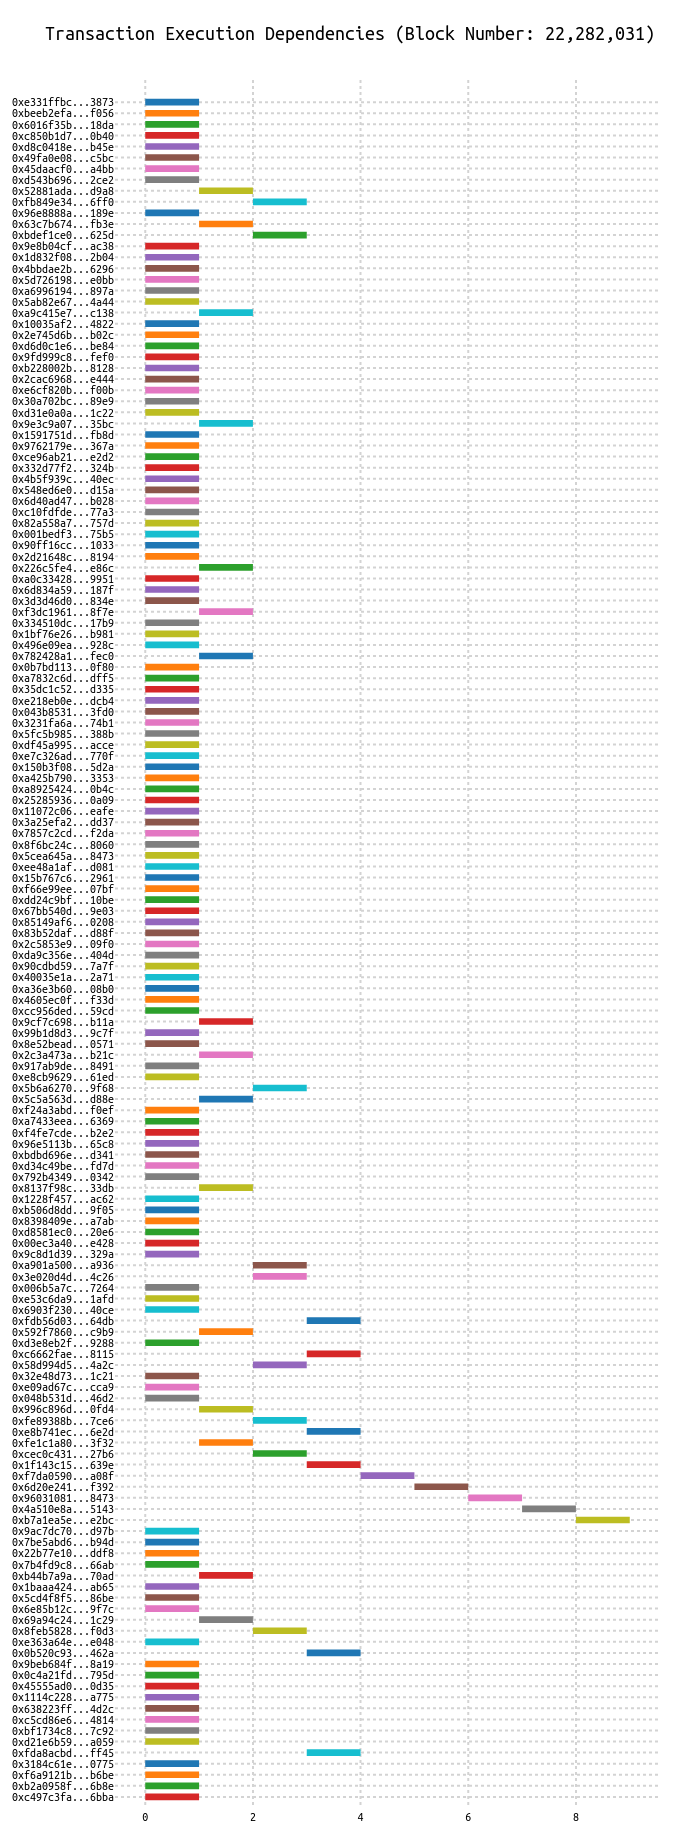 Transaction Execution Dependencies (Block Number: 22,282,031)
0xe331ffbc...3873
0xbeeb2efa...f056
0x6016f35b...18da
0xc850b1d7...0b40
0xd8c0418e...b45e
0x49fa0e08...c5bc
0x45daacf0...a4bb
0xd543b696...2ce2
0x52881ada...d9a8
0xfb849e34...6ff0
0x96e8888a...189e
0x63c7b674...fb3e
0xbdef1ce0...625d
0x9e8b04cf...ac38
0x1d832f08...2b04
0x4bbdae2b...6296
0x5d726198...e0bb
0xa6996194...897a
0x5ab82e67...4a44
0xa9c415e7...c138
0x10035af2...4822
0x2e745d6b...b02c
0xd6d0c1e6...be84
0x9fd999c8...fef0
0xb228002b...8128
0x2cac6968...e444
0xe6cf820b...f00b
0x30a702bc...89e9
0xd31e0a0a...1c22
0x9e3c9a07...35bc
0x1591751d...fb8d
0x9762179e...367a
0xce96ab21...e2d2
0x332d77f2...324b
0x4b5f939c...40ec
0x548ed6e0...d15a
0x6d40ad47...b028
0xc10fdfde...77a3
0x82a558a7...757d
0x001bedf3...75b5
0x90ff16cc...1033
0x2d21648c...8194
0x226c5fe4...e86c
0xa0c33428...9951
0x6d834a59...187f
0x3d3d46d0...834e
0xf3dc1961...8f7e
0x334510dc...17b9
0x1bf76e26...b981
0x496e09ea...928c
0x782428a1...fec0
0x0b7bd113...0f80
0xa7832c6d...dff5
0x35dc1c52...d335
0xe218eb0e...dcb4
0x043b8531...3fd0
0x3231fa6a...74b1
0x5fc5b985...388b
0xdf45a995...acce
0xe7c326ad...770f
0x150b3f08...5d2a
0xa425b790...3353
0xa8925424...0b4c
0x25285936...0a09
0x11072c06...eafe
0x3a25efa2...dd37
0x7857c2cd...f2da
0x8f6bc24c...8060
0x5cea645a...8473
0xee48a1af...d081
0x15b767c6...2961
0xf66e99ee...07bf
0xdd24c9bf...10be
0x67bb540d...9e03
0x85149af6...0208
0x83b52daf...d88f
0x2c5853e9...09f0
0xda9c356e...404d
0x90cdbd59...7a7f
0x40035e1a...2a71
0xa36e3b60...08b0
0x4605ec0f...f33d
0xcc956ded...59cd
0x9cf7c698...b11a
0x99b1d8d3...9c7f
0x8e52bead...0571
0x2c3a473a...b21c
0x917ab9de...8491
0xe8cb9629...61ed
0x5b6a6270...9f68
0x5c5a563d...d88e
0xf24a3abd...f0ef
0xa7433eea...6369
0xf4fe7cde...b2e2
0x96e5113b...65c8
0xbdbd696e...d341
0xd34c49be...fd7d
0x792b4349...0342
0x8137f98c...33db
0x1228f457...ac62
0xb506d8dd...9f05
0x8398409e...a7ab
0xd8581ec0...20e6
0x00ec3a40...e428
0x9c8d1d39...329a
0xa901a500...a936
0x3e020d4d...4c26
0x006b5a7c...7264
0xe53c6da9...1afd
0x6903f230...40ce
0xfdb56d03...64db
0x592f7860...c9b9
0xd3e8eb2f...9288
0xc6662fae...8115
0x58d994d5...4a2c
0x32e48d73...1c21
0xe09ad67c...cca9
0x048b531d...46d2
0x996c896d...0fd4
0xfe89388b...7ce6
0xe8b741ec...6e2d
0xfe1c1a80...3f32
0xcec0c431...27b6
0x1f143c15...639e
0xf7da0590...a08f
0x6d20e241...f392
0x96031081...8473
0x4a510e8a...5143
0xb7a1ea5e...e2bc
0x9ac7dc70...d97b
0x7be5abd6...b94d
0x22b77e10...ddf8
0x7b4fd9c8...66ab
0xb44b7a9a...70ad
0x1baaa424...ab65
0x5cd4f8f5...86be
0x6e85b12c...9f7c
0x69a94c24...1c29
0x8feb5828...f0d3
0xe363a64e...e048
0x0b520c93...462a
0x9beb684f...8a19
0x0c4a21fd...795d
0x45555ad0...0d35
0x1114c228...a775
0x638223ff...4d2c
0xc5cd86e6...4814
0xbf1734c8...7c92
0xd21e6b59...a059
0xfda8acbd...ff45
0x3184c61e...0775
0xf6a9121b...b6be
0xb2a0958f...6b8e
0xc497c3fa...6bba
0 2 4 6 8